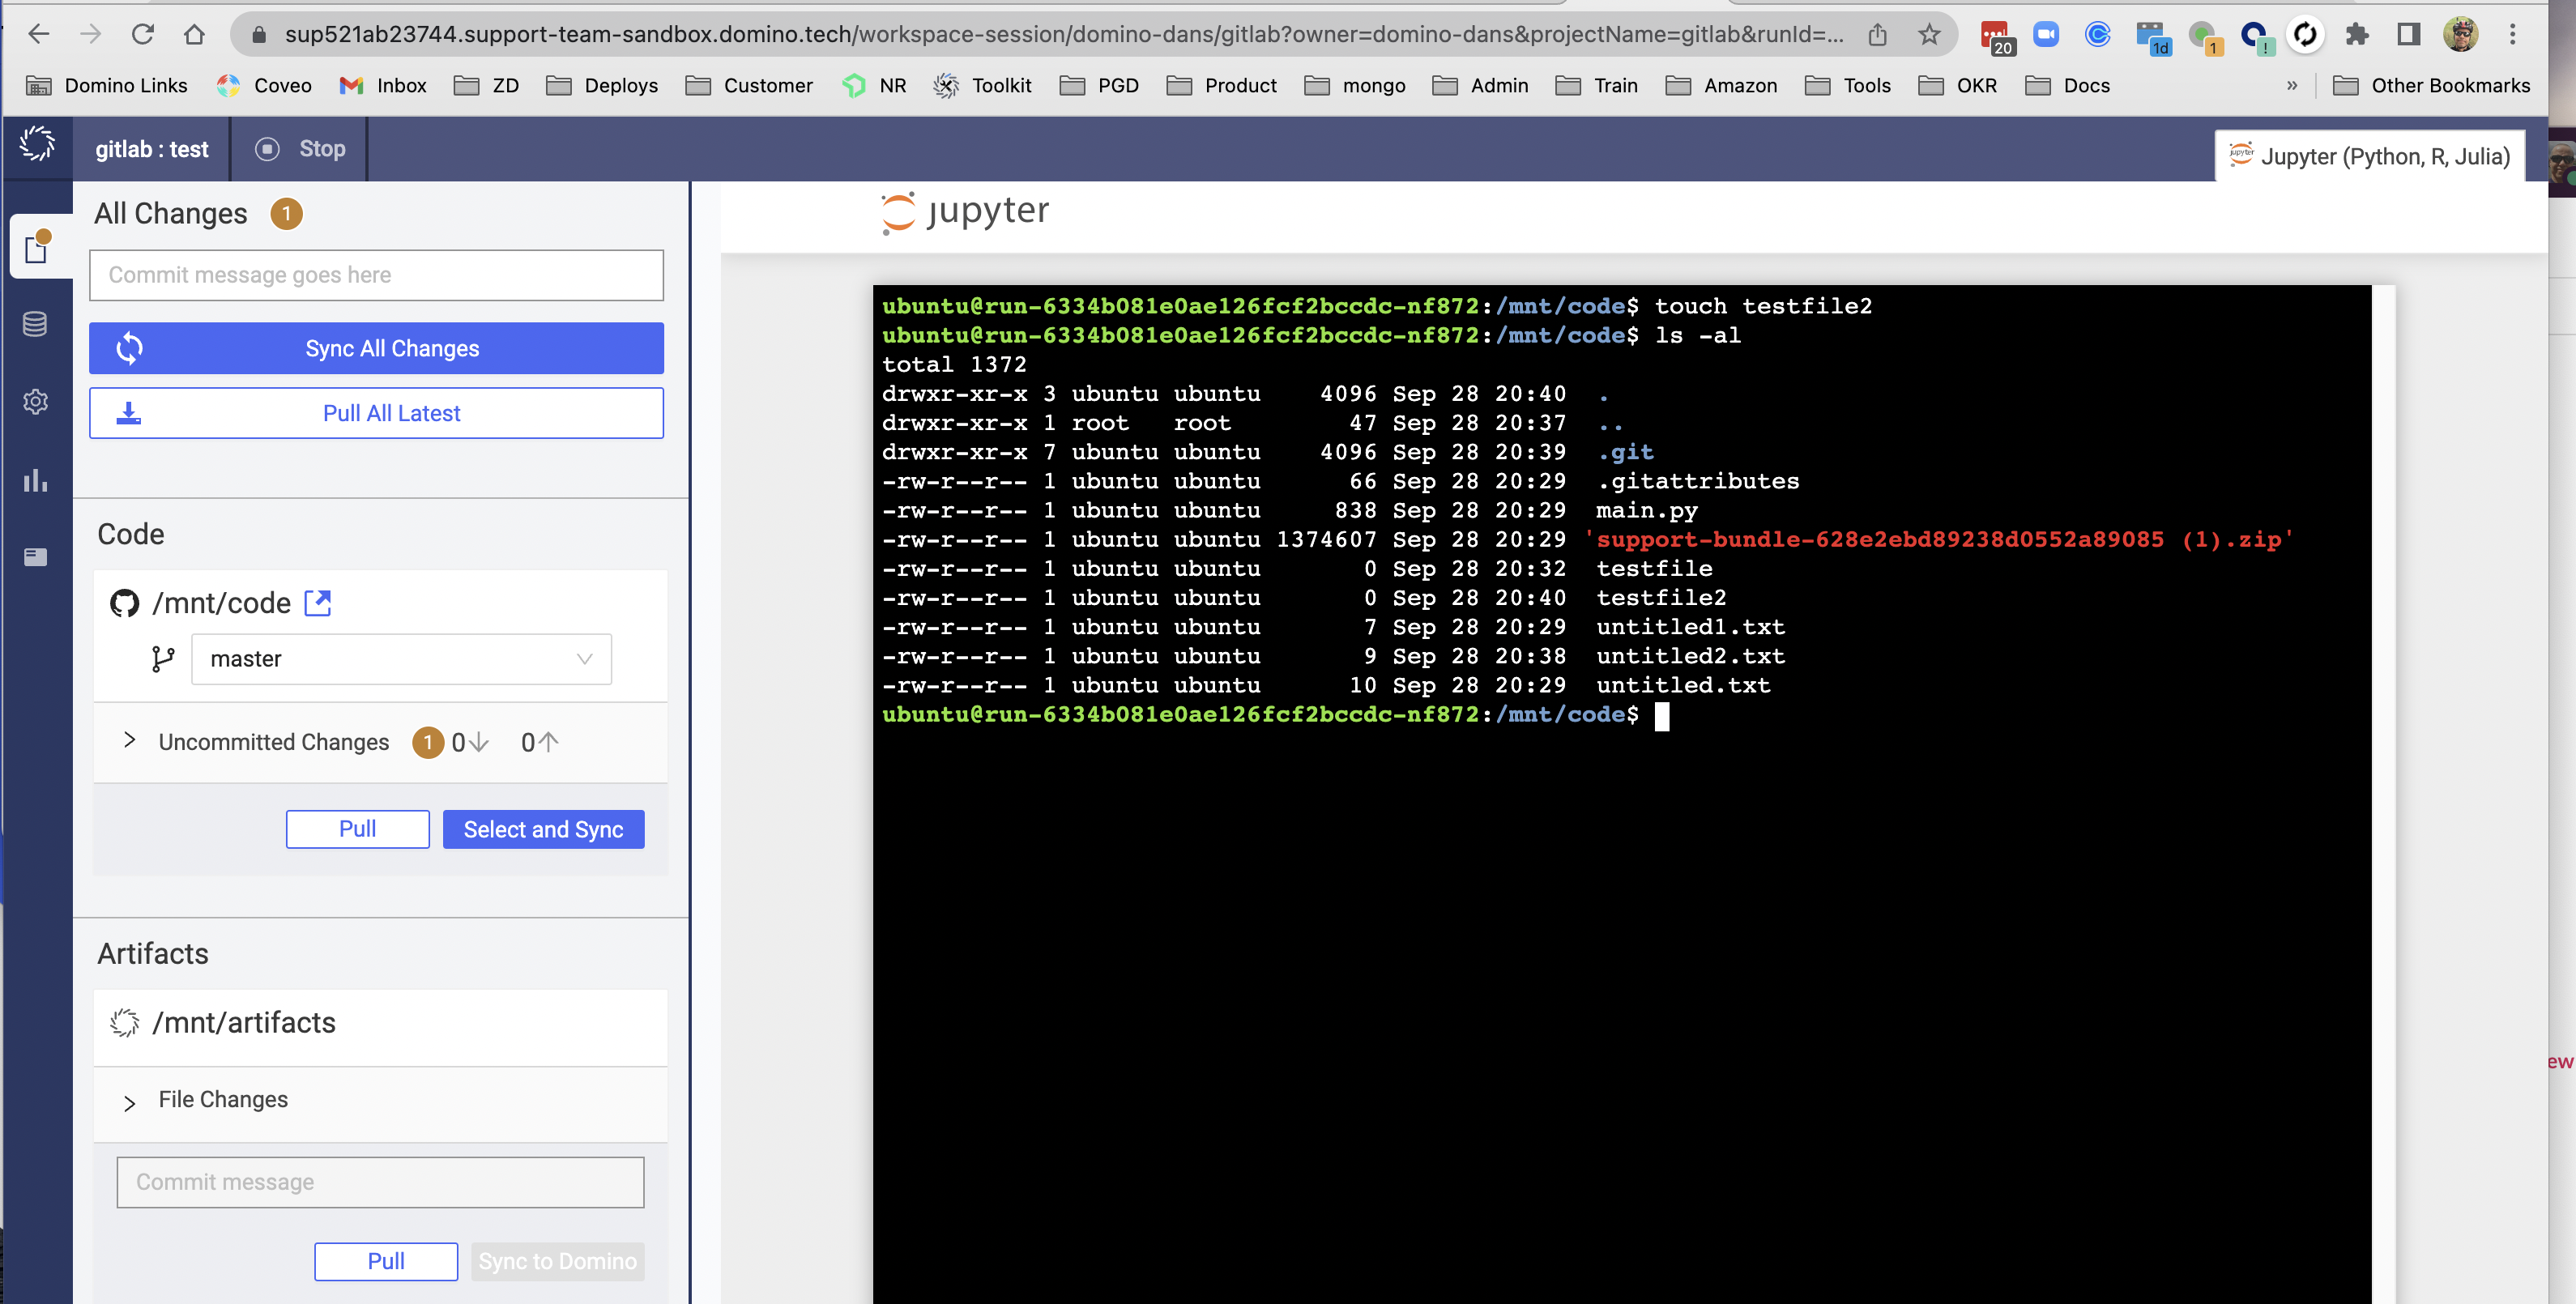 sup521ab23744.support-team-sandbox.domino.tech/workspace-session/domino-dans/gitlab?owner=domino-dans&projectName=gitlab&runId=...
20
1d
1
!
Domino Links
Coveo
Inbox
ZD
Deploys
Customer
NR
Toolkit
PGD
Product
mongo
Admin
Train
Amazon
Tools
OKR
Docs
»
Other Bookmarks
gitlab : test
Stop
jupyter
Jupyter (Python, R, Julia)
All Changes 1
Commit message goes here
Sync All Changes
Pull All Latest
Code
/mnt/code
master
Uncommitted Changes 1 0↓ 0↑
Pull
Select and Sync
Artifacts
/mnt/artifacts
File Changes
Commit message
Pull
Sync to Domino
jupyter
ubuntu@run-6334b081e0ae126fcf2bccdc-nf872:/mnt/code$ touch testfile2
ubuntu@run-6334b081e0ae126fcf2bccdc-nf872:/mnt/code$ ls -al
total 1372
drwxr-xr-x 3 ubuntu ubuntu    4096 Sep 28 20:40  .
drwxr-xr-x 1 root   root        47 Sep 28 20:37  ..
drwxr-xr-x 7 ubuntu ubuntu    4096 Sep 28 20:39  .git
-rw-r--r-- 1 ubuntu ubuntu      66 Sep 28 20:29  .gitattributes
-rw-r--r-- 1 ubuntu ubuntu     838 Sep 28 20:29  main.py
-rw-r--r-- 1 ubuntu ubuntu 1374607 Sep 28 20:29 'support-bundle-628e2ebd89238d0552a89085 (1).zip'
-rw-r--r-- 1 ubuntu ubuntu       0 Sep 28 20:32  testfile
-rw-r--r-- 1 ubuntu ubuntu       0 Sep 28 20:40  testfile2
-rw-r--r-- 1 ubuntu ubuntu       7 Sep 28 20:29  untitled1.txt
-rw-r--r-- 1 ubuntu ubuntu       9 Sep 28 20:38  untitled2.txt
-rw-r--r-- 1 ubuntu ubuntu      10 Sep 28 20:29  untitled.txt
ubuntu@run-6334b081e0ae126fcf2bccdc-nf872:/mnt/code$
ew